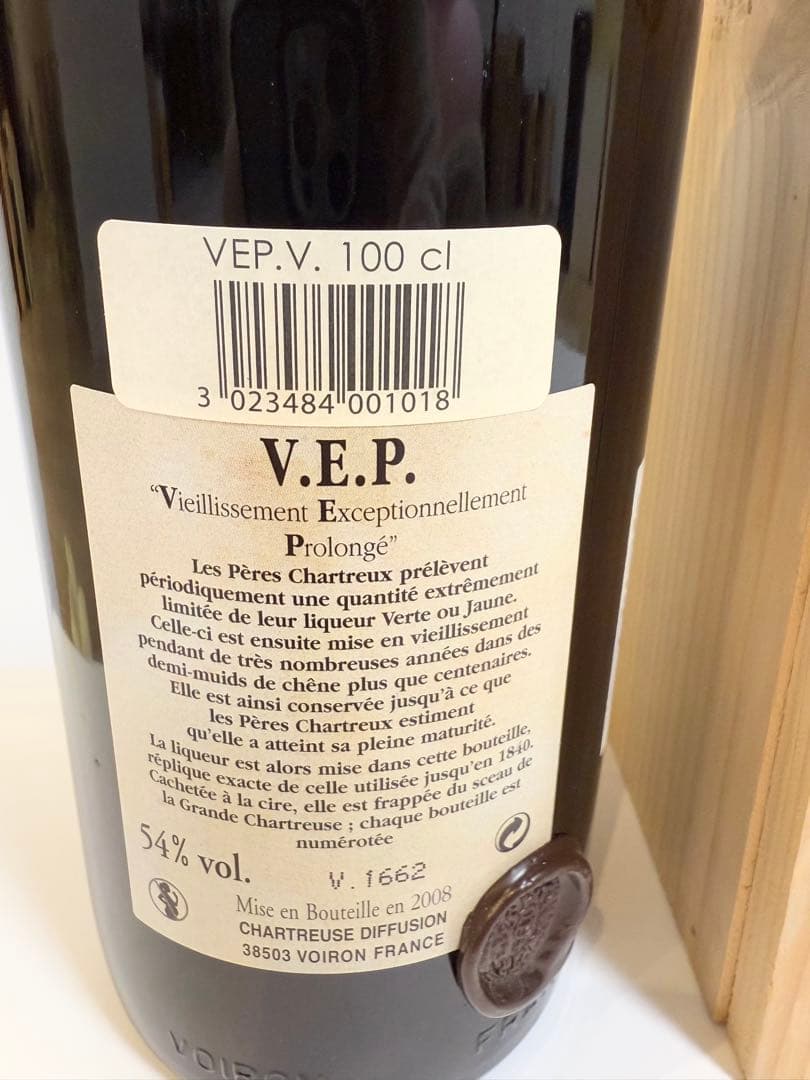 VEP.V. 100 cl
3 023484 001018
V.E.P.
“Vieillissement Exceptionnellement
Prolongé”
Les Pères Chartreux prélèvent
périodiquement une quantité extrêmement
limitée de leur liqueur Verte ou Jaune.
Celle-ci est ensuite mise en vieillissement
pendant de très nombreuses années dans des
demi-muids de chêne plus que centenaires.
Elle est ainsi conservée jusqu'à ce que
les Pères Chartreux estiment
qu'elle a atteint sa pleine maturité.
La liqueur est alors mise dans cette bouteille,
réplique exacte de celle utilisée jusqu'en 1840.
Cachetée à la cire, elle est frappée du sceau de
la Grande Chartreuse ; chaque bouteille est
numérotée
54% vol.
V.1662
Mise en Bouteille en 2008
CHARTREUSE DIFFUSION
38503 VOIRON FRANCE
VOIRON